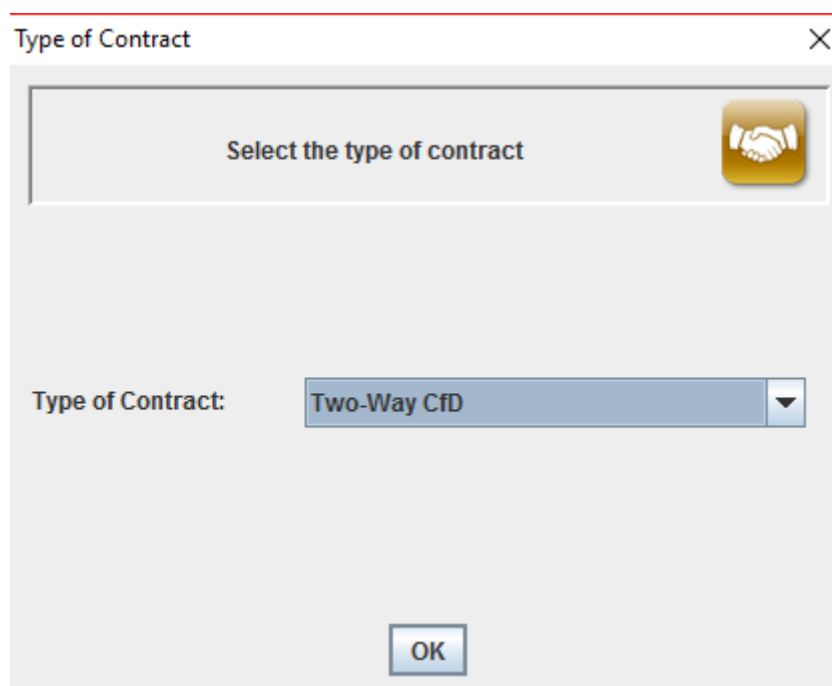 Type of Contract
Select the type of contract
Type of Contract: Two-Way CfD
OK